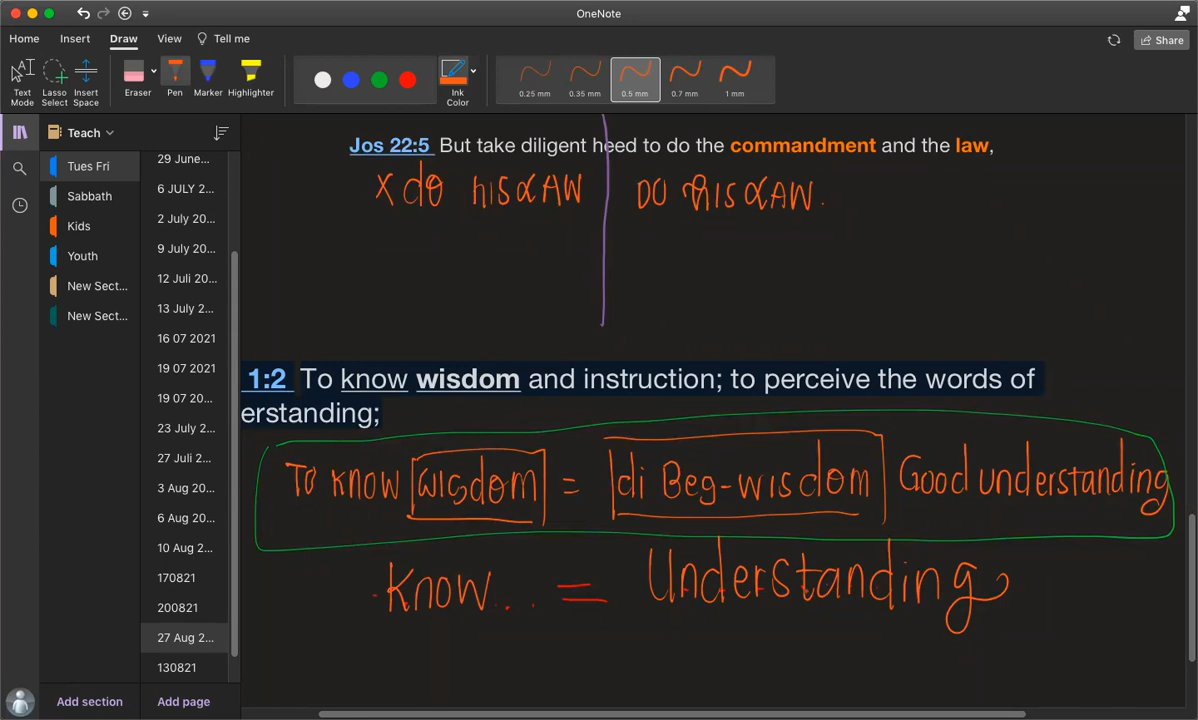 OneNote
Home Insert Draw View Tell me
Share
Text Mode
Lasso Select
Insert Space
Eraser
Pen
Marker
Highlighter
Ink Color
0.25 mm 0.35 mm 0.5 mm 0.7 mm 1 mm
Teach
Tues Fri
Sabbath
Kids
Youth
New Sect...
New Sect...
Add section
29 June...
6 JULY 2...
2 July 20...
9 July 20...
12 Juli 20...
13 July 2...
16 07 2021
19 07 2021
19 07 20...
23 July 2...
27 Juli 2...
3 Aug 20...
6 Aug 20...
10 Aug 2...
170821
200821
27 Aug 2...
130821
Add page
Jos 22:5 But take diligent heed to do the commandment and the law,
X do his LAW DO his LAW.
1:2 To know wisdom and instruction; to perceive the words of
erstanding;
To know wisdom = di Beg-wisdom Good understanding
Know... = Understanding